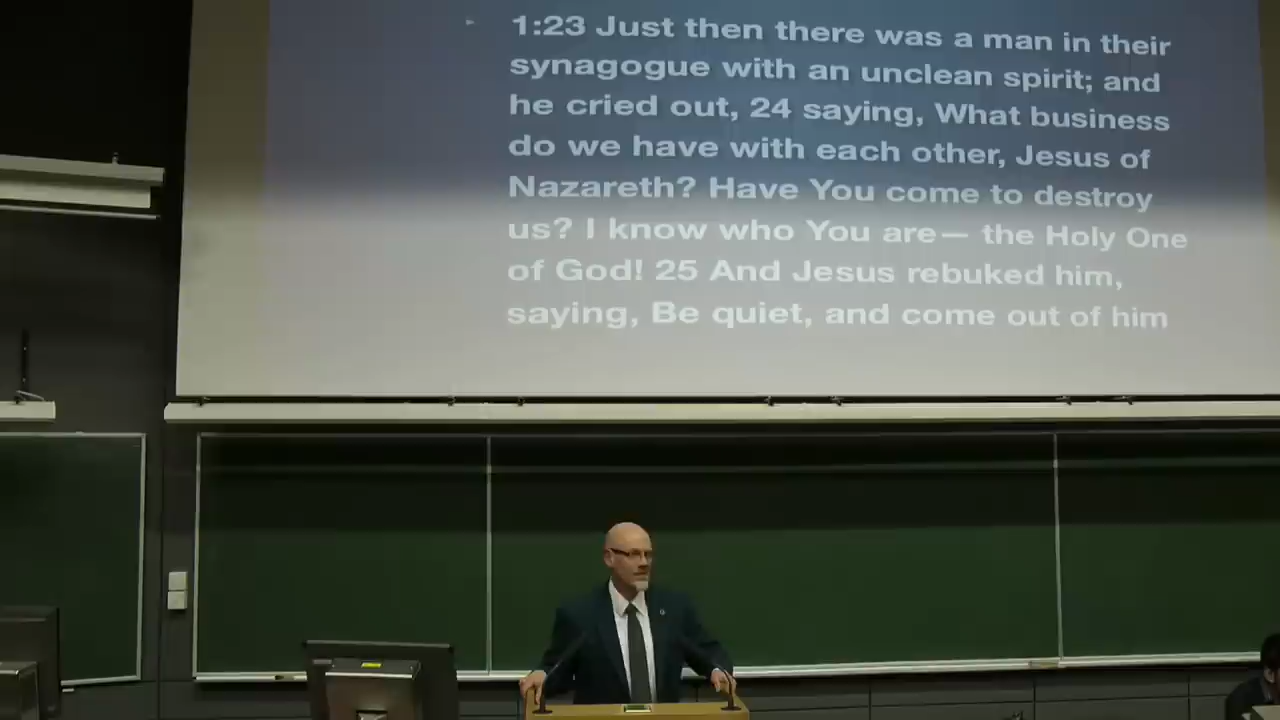 1:23 Just then there was a man in their
synagogue with an unclean spirit; and
he cried out, 24 saying, What business
do we have with each other, Jesus of
Nazareth? Have You come to destroy
us? I know who You are— the Holy One
of God! 25 And Jesus rebuked him,
saying, Be quiet, and come out of him